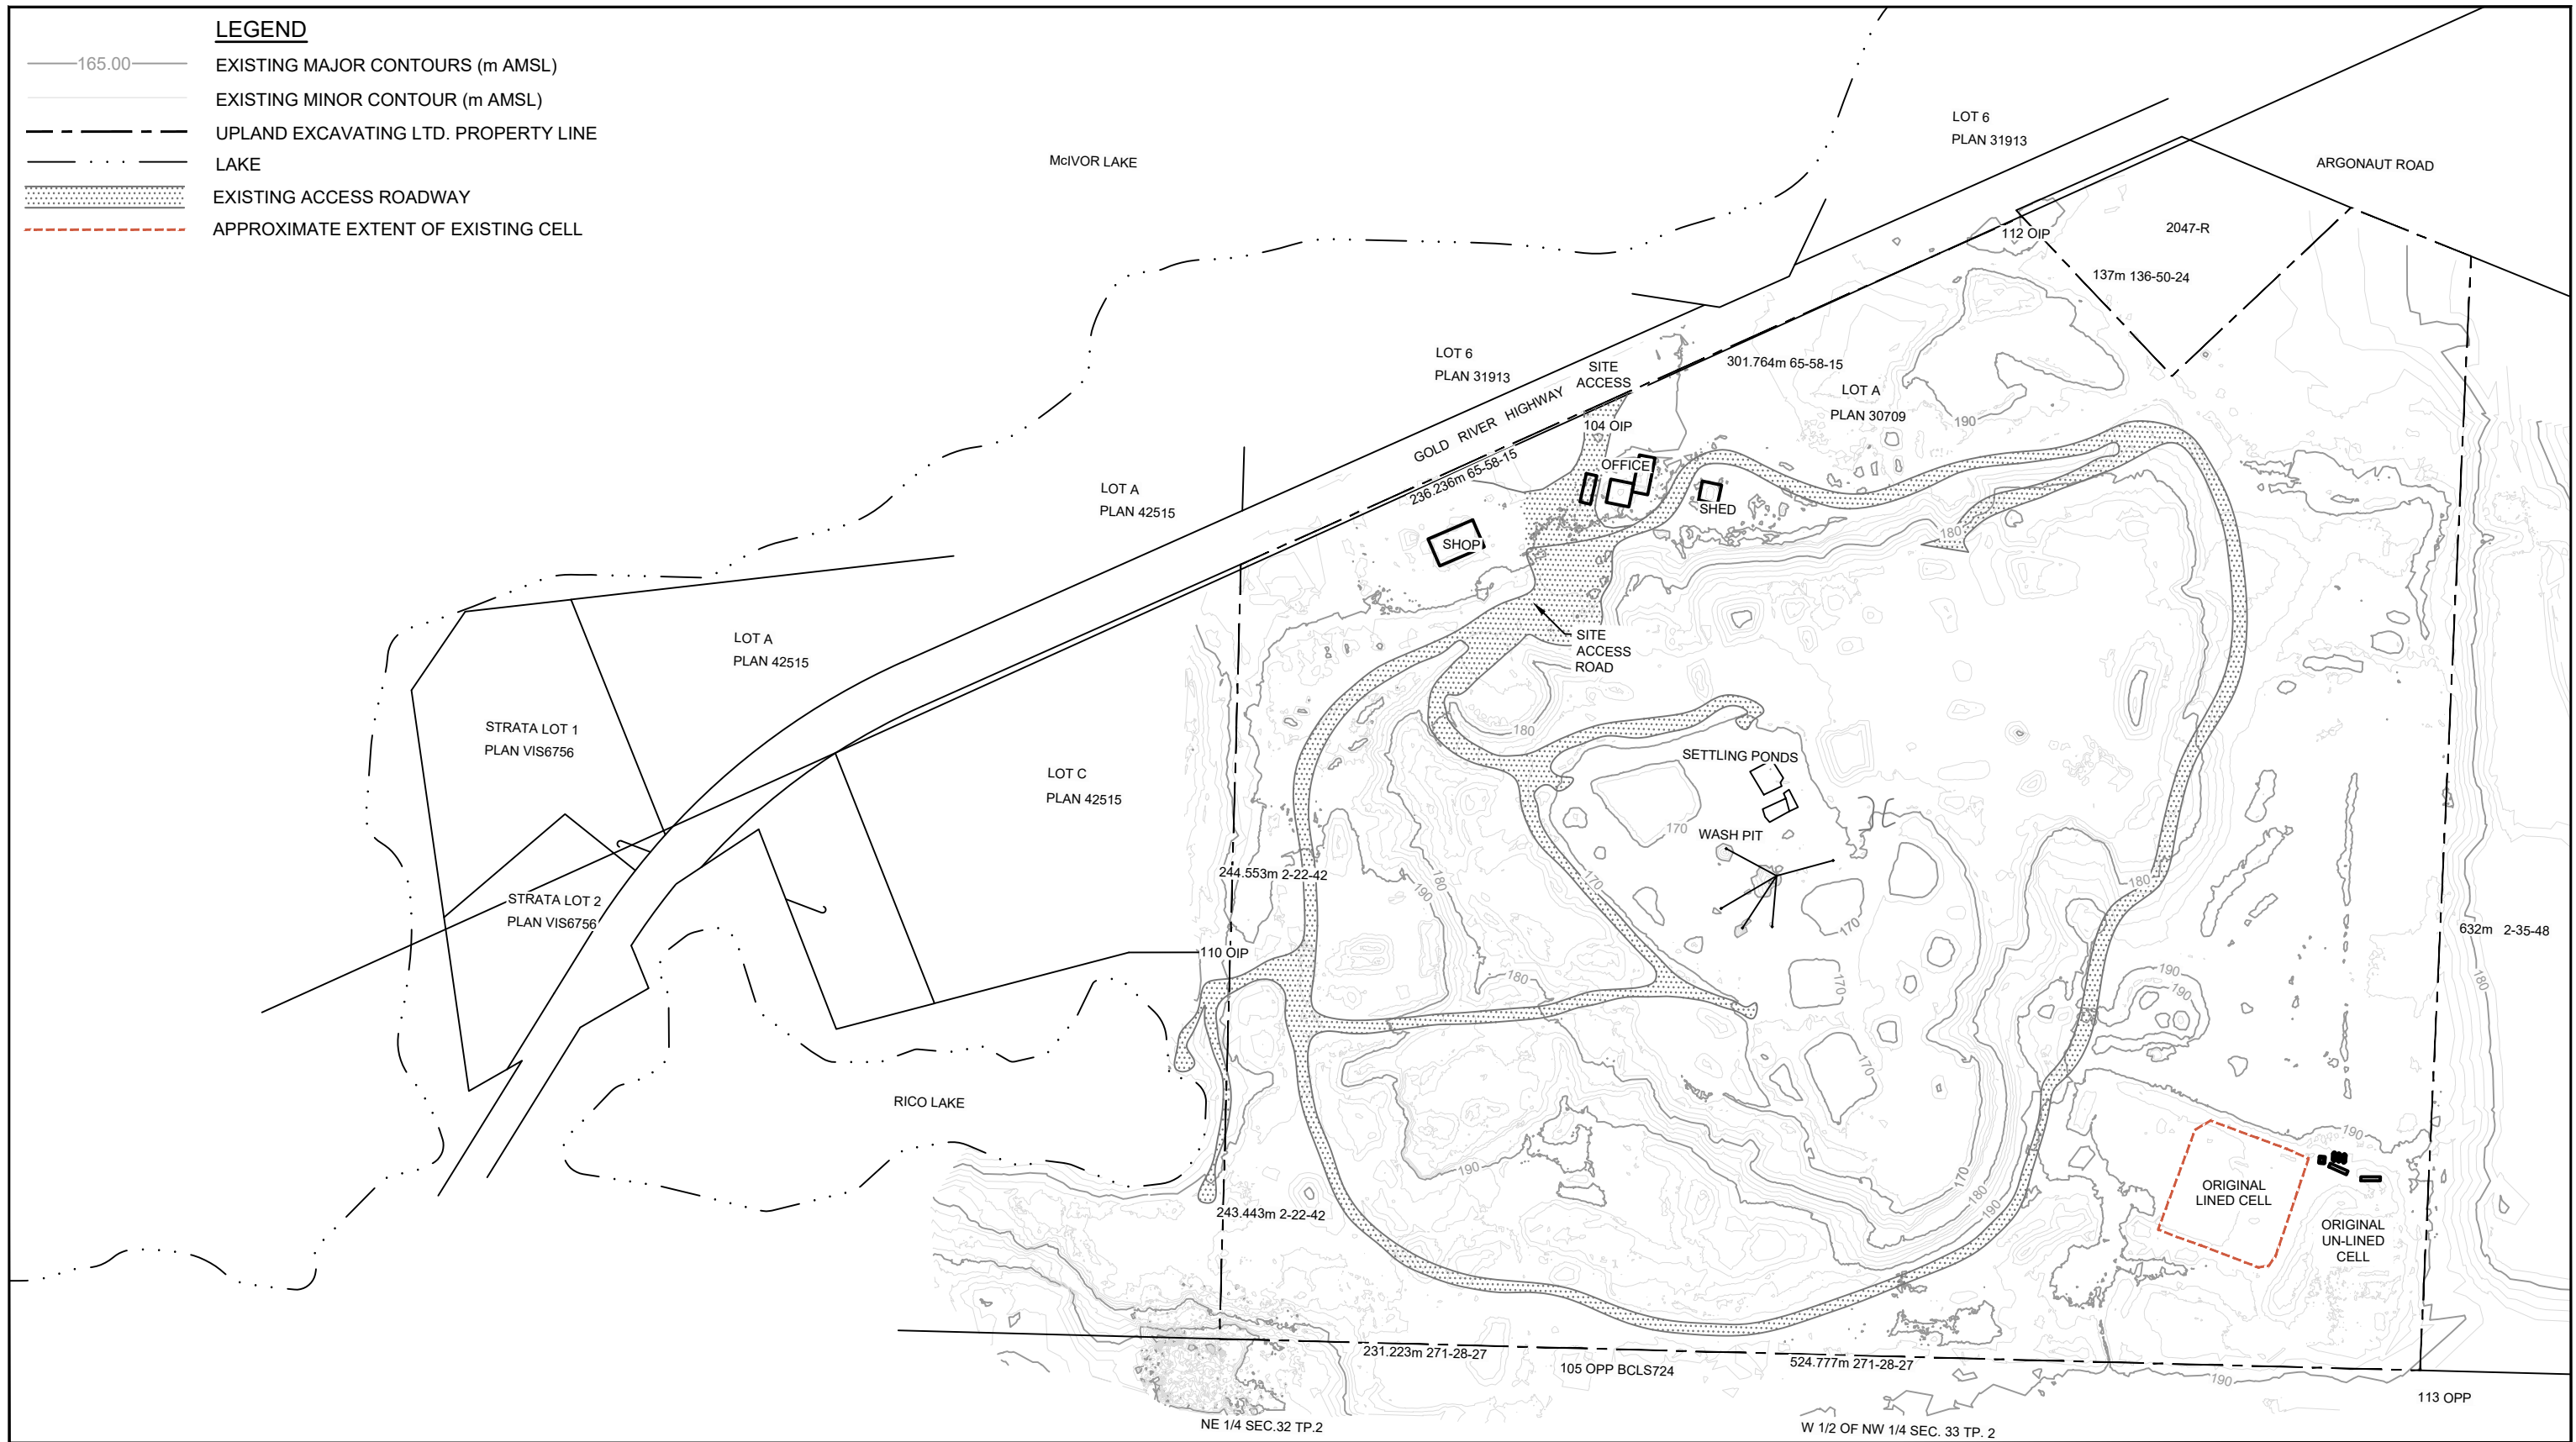 LEGEND
165.00
EXISTING MAJOR CONTOURS (m AMSL)
EXISTING MINOR CONTOUR (m AMSL)
UPLAND EXCAVATING LTD. PROPERTY LINE
LAKE
EXISTING ACCESS ROADWAY
APPROXIMATE EXTENT OF EXISTING CELL
McIVOR LAKE
LOT 6
PLAN 31913
ARGONAUT ROAD
112 OIP
2047-R
137m 136-50-24
LOT 6
PLAN 31913
SITE
ACCESS
301.764m 65-58-15
LOT A
PLAN 30709
190
GOLD RIVER HIGHWAY
104 OIP
236.236m 65-58-15
OFFICE
SHED
SHOP
180
LOT A
PLAN 42515
LOT A
PLAN 42515
SITE
ACCESS
ROAD
STRATA LOT 1
PLAN VIS6756
LOT C
PLAN 42515
180
SETTLING PONDS
170
WASH PIT
STRATA LOT 2
PLAN VIS6756
244.553m 2-22-42
180
190
170
170
180
632m 2-35-48
110 OIP
180
170
190
190
180
170
RICO LAKE
190
190
170
180
190
ORIGINAL
LINED CELL
ORIGINAL
UN-LINED
CELL
243.443m 2-22-42
231.223m 271-28-27
105 OPP BCLS724
524.777m 271-28-27
190
113 OPP
NE 1/4 SEC.32 TP.2
W 1/2 OF NW 1/4 SEC. 33 TP. 2